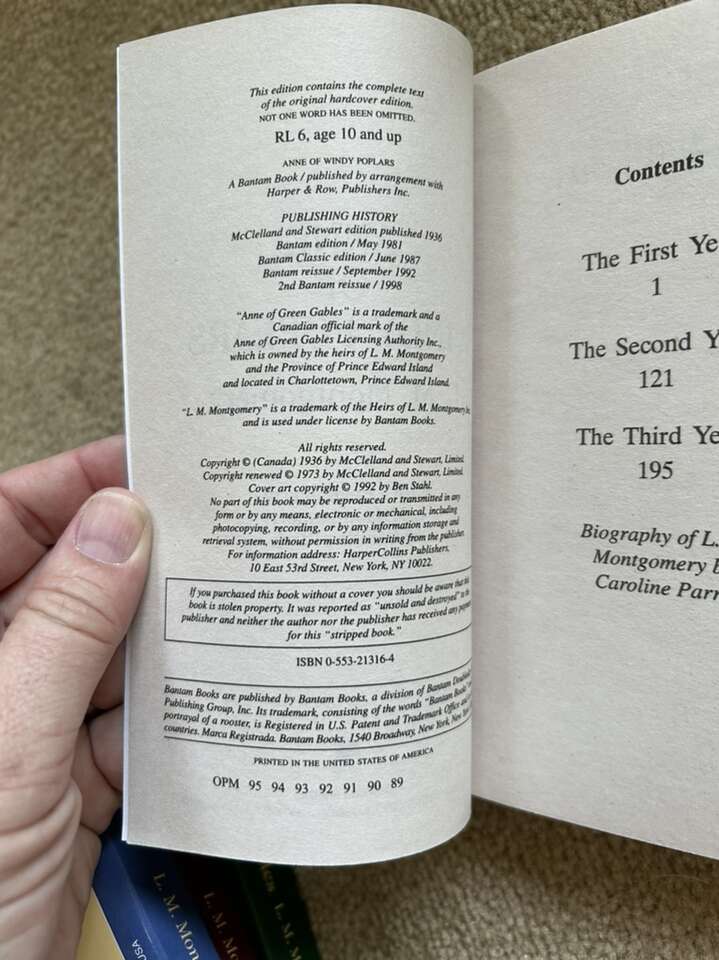 This edition contains the complete text
of the original hardcover edition.
NOT ONE WORD HAS BEEN OMITTED.
RL 6, age 10 and up
ANNE OF WINDY POPLARS
A Bantam Book / published by arrangement with
Harper & Row, Publishers Inc.
PUBLISHING HISTORY
McClelland and Stewart edition published 1936
Bantam edition / May 1981
Bantam Classic edition / June 1987
Bantam reissue / September 1992
2nd Bantam reissue / 1998
"Anne of Green Gables" is a trademark and a
Canadian official mark of the
Anne of Green Gables Licensing Authority Inc.,
which is owned by the heirs of L. M. Montgomery
and the Province of Prince Edward Island
and located in Charlottetown, Prince Edward Island.
"L. M. Montgomery" is a trademark of the Heirs of L. M. Montgomery Inc.
and is used under license by Bantam Books.
All rights reserved.
Copyright © (Canada) 1936 by McClelland and Stewart, Limited.
Copyright renewed © 1973 by McClelland and Stewart, Limited.
Cover art copyright © 1992 by Ben Stahl.
No part of this book may be reproduced or transmitted in any
form or by any means, electronic or mechanical, including
photocopying, recording, or by any information storage and
retrieval system, without permission in writing from the publisher.
For information address: HarperCollins Publishers,
10 East 53rd Street, New York, NY 10022.
If you purchased this book without a cover you should be aware that this
book is stolen property. It was reported as "unsold and destroyed" to the
publisher and neither the author nor the publisher has received any payment
for this "stripped book."
ISBN 0-553-21316-4
Bantam Books are published by Bantam Books, a division of Bantam Doubleday
Publishing Group, Inc. Its trademark, consisting of the words "Bantam Books"
portrayal of a rooster, is Registered in U.S. Patent and Trademark Office and
countries. Marca Registrada. Bantam Books, 1540 Broadway, New York, New York
PRINTED IN THE UNITED STATES OF AMERICA
OPM 95 94 93 92 91 90 89
Contents
The First Ye
1
The Second Y
121
The Third Ye
195
Biography of L.
Montgomery b
Caroline Parr
L. M. Mon
L. M. Mo
L. M
USA